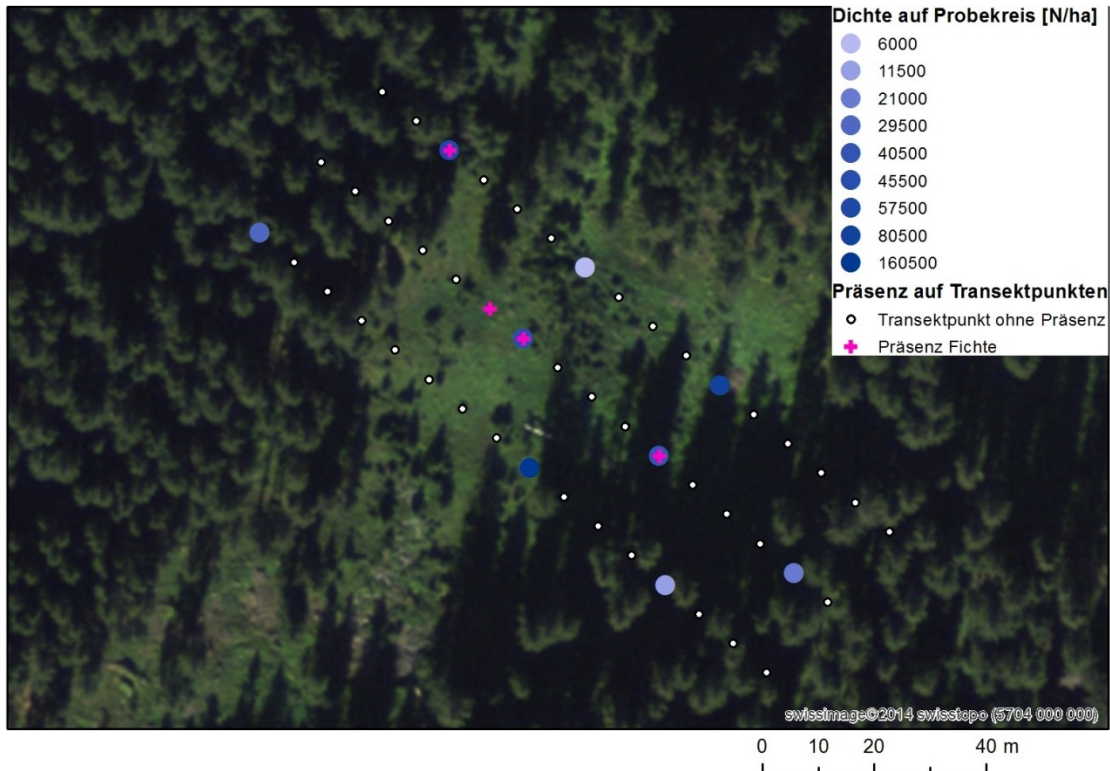 Dichte auf Probekreis [N/ha]
6000
11500
21000
29500
40500
45500
57500
80500
160500
Präsenz auf Transektpunkten
Transektpunkt ohne Präsenz
Präsenz Fichte
swissimage©2014 swisstopo (5704 000 000)
0 10 20 40 m